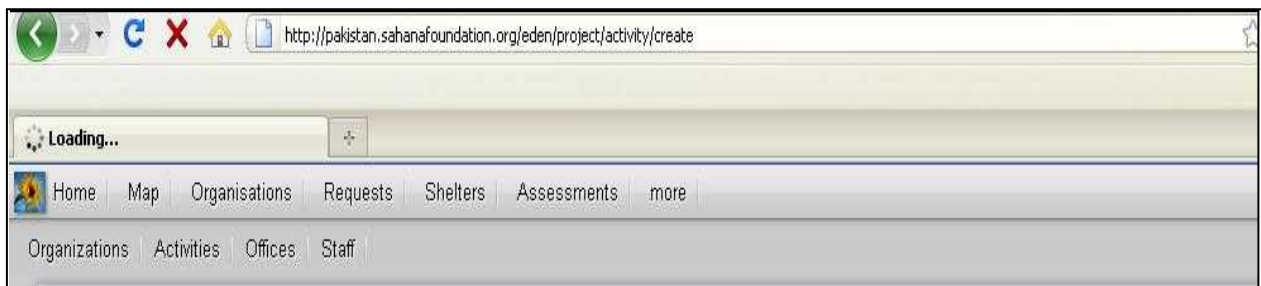 http://pakistan.sahanafoundation.org/eden/project/activity/create
Loading...
Home Map Organisations Requests Shelters Assessments more
Organizations Activities Offices Staff